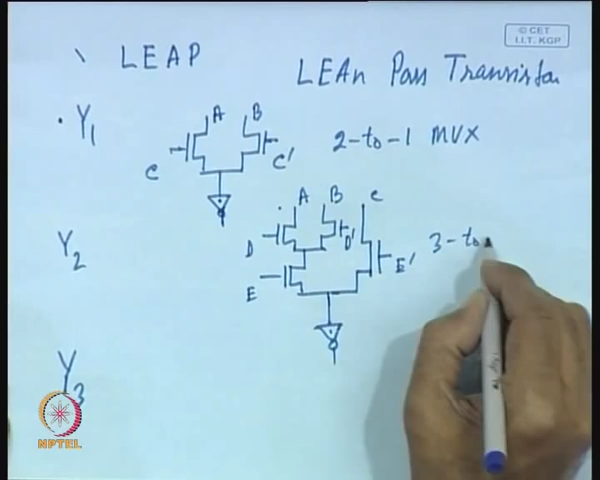 © CET
I.I.T. KGP
LEAP
LEAn Pass Transistor
Y1
A B
C C'
2-to-1 MUX
Y2
A B C
D D'
E E'
3-to
Y3
NPTEL